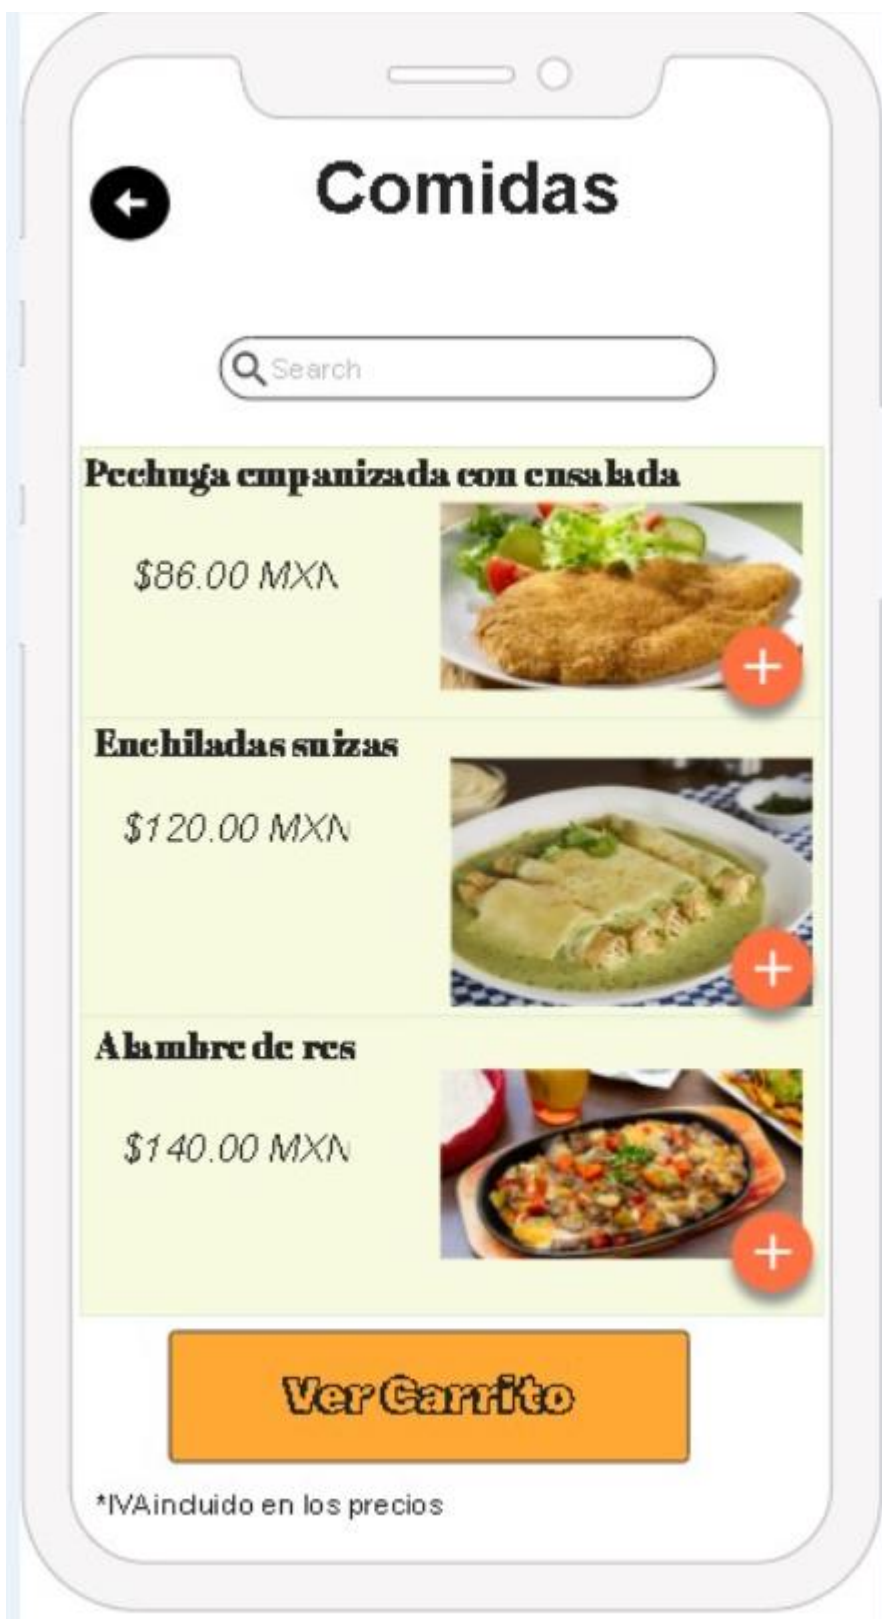 Comidas
Search
Pechuga empanizada con ensalada
$86.00 MXN
Enchiladas suizas
$120.00 MXN
Alambre de res
$140.00 MXN
Ver Carrito
*IVA incluido en los precios